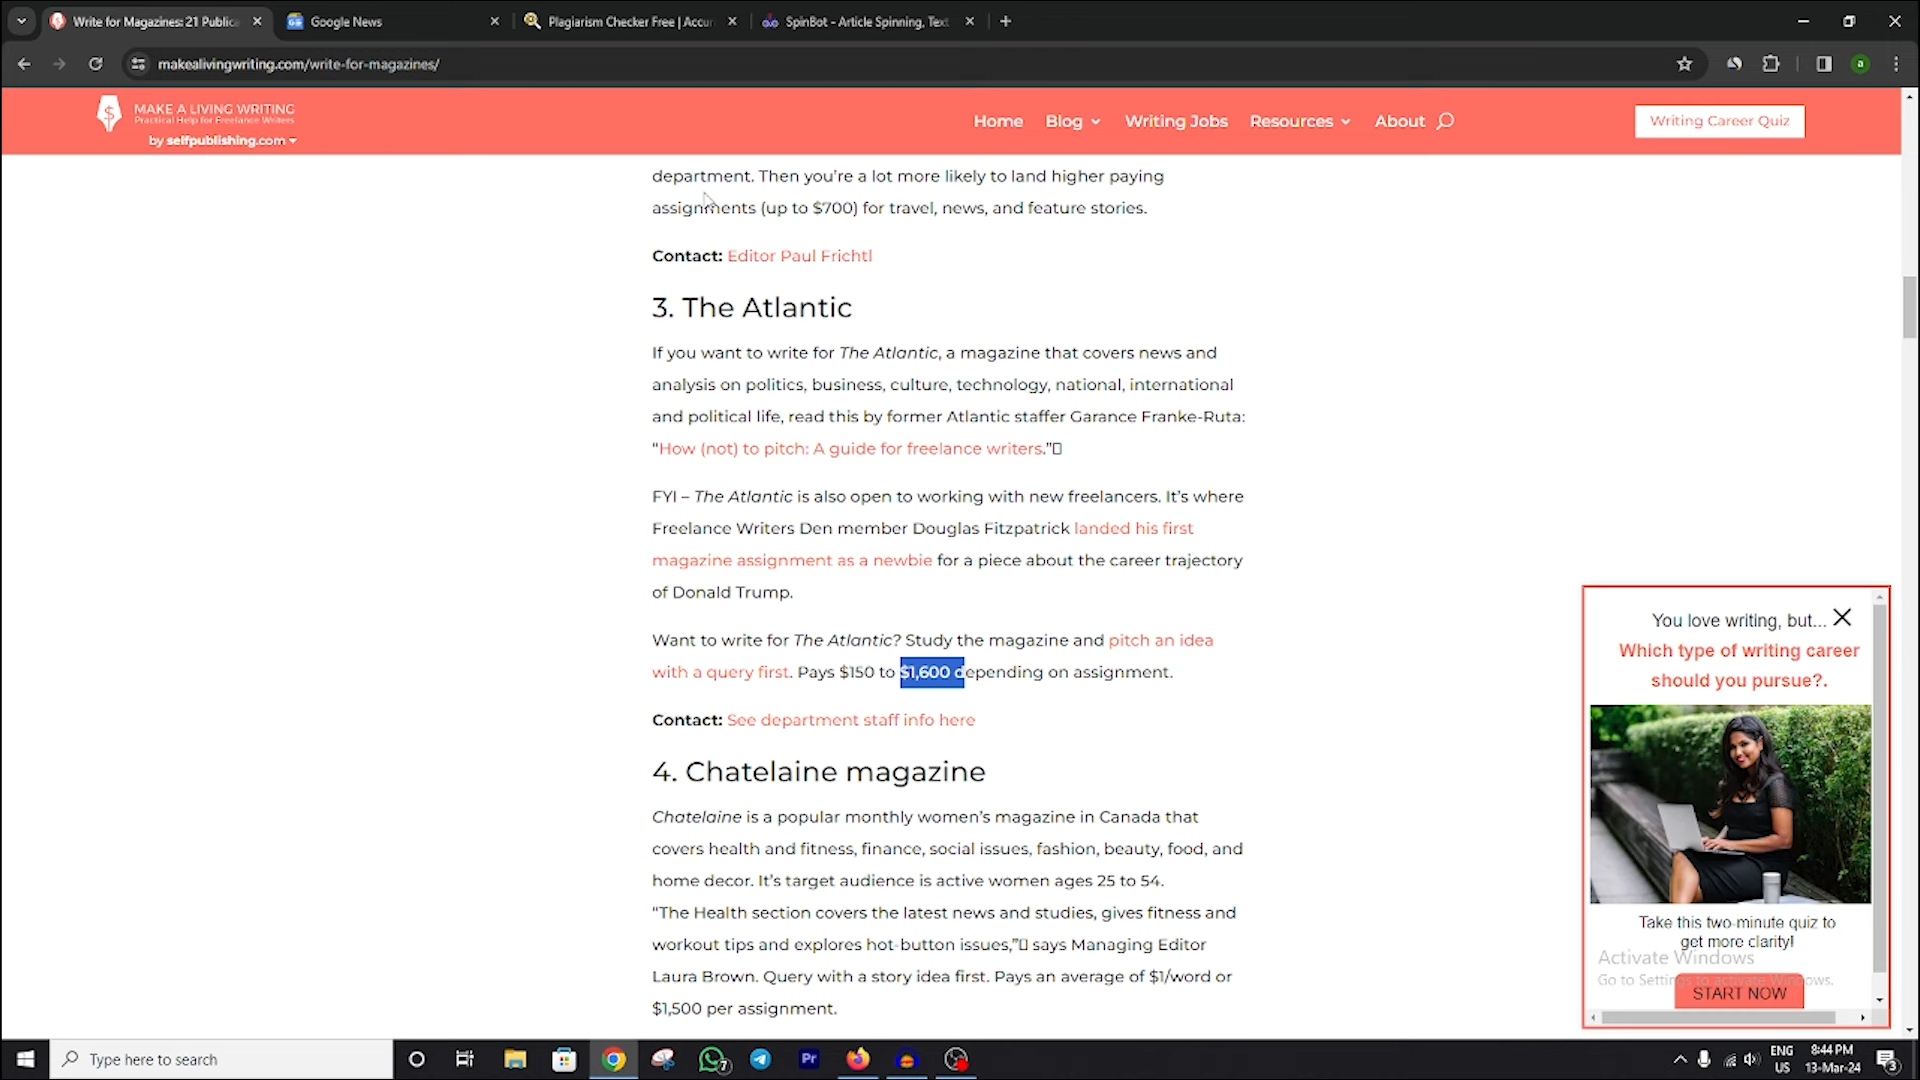 Write for Magazines: 21 Publica
Google News
Plagiarism Checker Free | Accur
SpinBot - Article Spinning, Text
makealivingwriting.com/write-for-magazines/
a
MAKE A LIVING WRITING
Practical Help for Freelance Writers
by selfpublishing.com
Home
Blog
Writing Jobs
Resources
About
Writing Career Quiz
department. Then you’re a lot more likely to land higher paying
assignments (up to $700) for travel, news, and feature stories.
Contact: Editor Paul Frichtl
3. The Atlantic
If you want to write for The Atlantic, a magazine that covers news and
analysis on politics, business, culture, technology, national, international
and political life, read this by former Atlantic staffer Garance Franke-Ruta:
“How (not) to pitch: A guide for freelance writers.”
FYI – The Atlantic is also open to working with new freelancers. It’s where
Freelance Writers Den member Douglas Fitzpatrick landed his first
magazine assignment as a newbie for a piece about the career trajectory
of Donald Trump.
Want to write for The Atlantic? Study the magazine and pitch an idea
with a query first. Pays $150 to $1,600 depending on assignment.
Contact: See department staff info here
4. Chatelaine magazine
Chatelaine is a popular monthly women’s magazine in Canada that
covers health and fitness, finance, social issues, fashion, beauty, food, and
home decor. It’s target audience is active women ages 25 to 54.
“The Health section covers the latest news and studies, gives fitness and
workout tips and explores hot-button issues,” says Managing Editor
Laura Brown. Query with a story idea first. Pays an average of $1/word or
$1,500 per assignment.
You love writing, but...
Which type of writing career
should you pursue?.
Take this two-minute quiz to
get more clarity!
START NOW
Activate Windows
Go to Settings to activate Windows.
Type here to search
7
Pr
ENG
US
8:44 PM
13-Mar-24
3